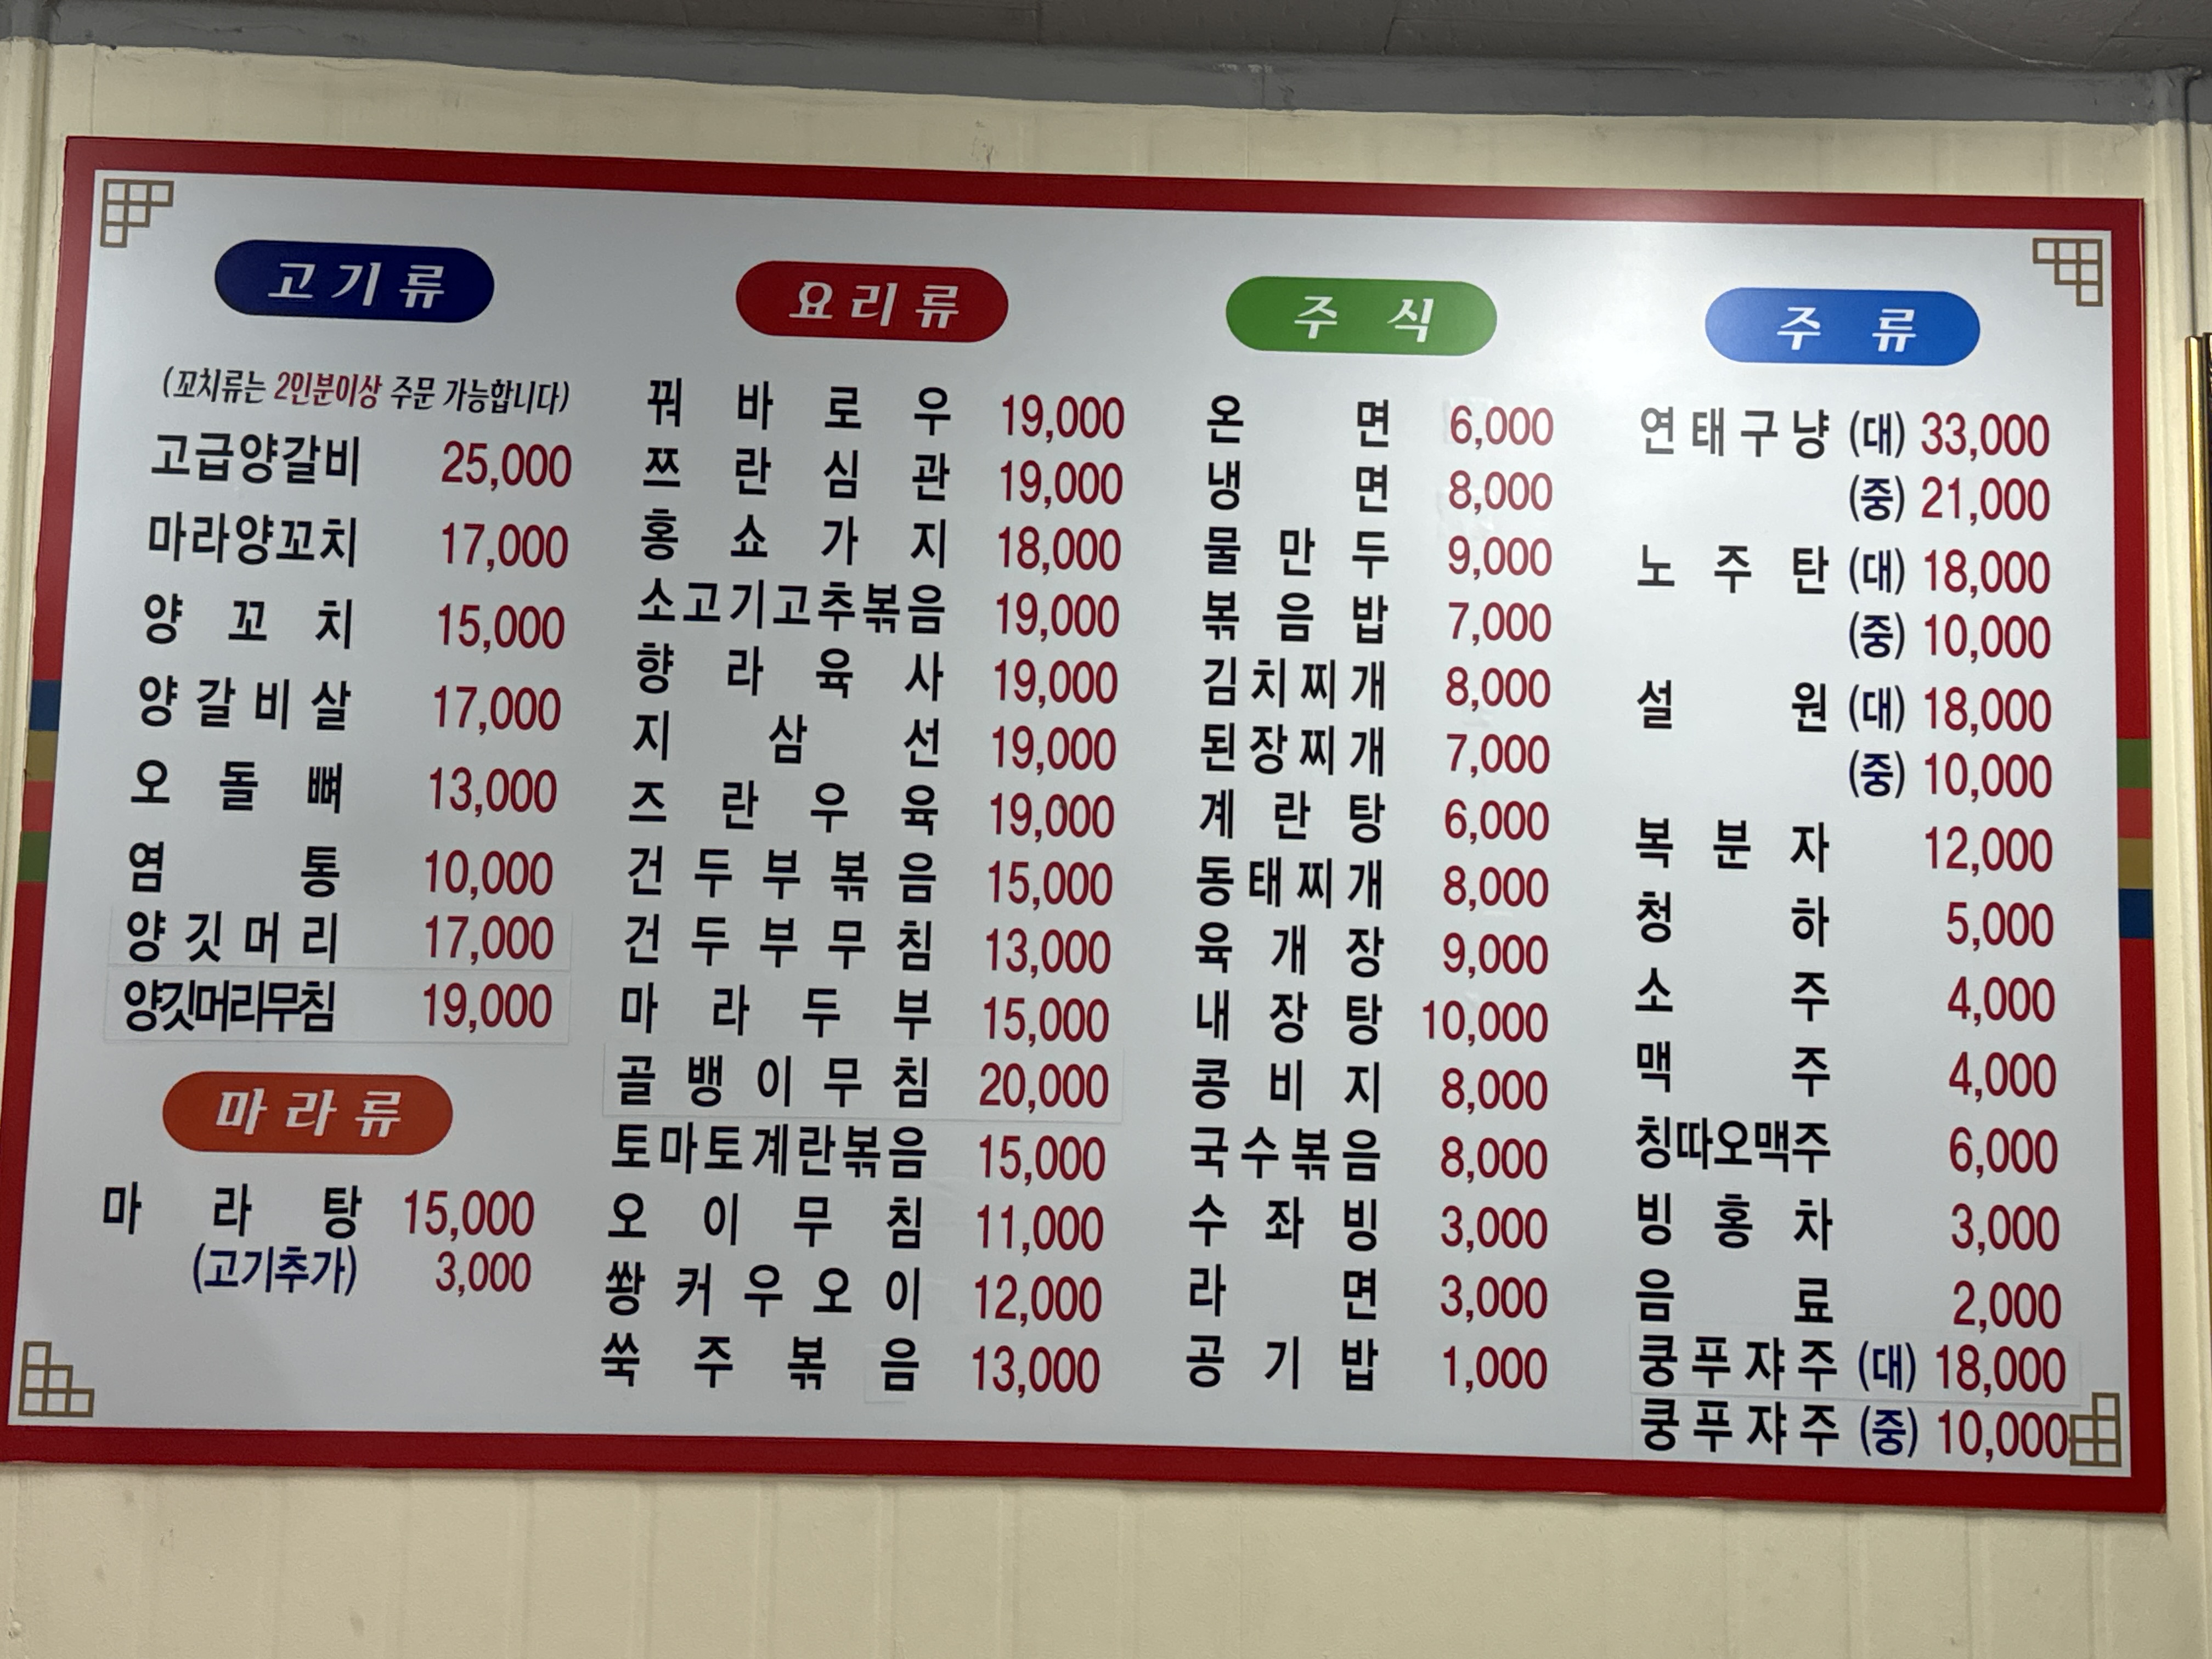 고기류
(꼬치류는 2인분이상 주문 가능합니다)
고급양갈비 25,000
마라양꼬치 17,000
양꼬치 15,000
양갈비살 17,000
오돌뼈 13,000
염통 10,000
양깃머리 17,000
양깃머리무침 19,000
마라류
마라탕 15,000
(고기추가) 3,000
요리류
꿔바로우 19,000
쯔란심관 19,000
홍쇼가지 18,000
소고기고추볶음 19,000
향라육사 19,000
지삼선 19,000
즈란우육 19,000
건두부볶음 15,000
건두부무침 13,000
마라두부 15,000
골뱅이무침 20,000
토마토계란볶음 15,000
오이무침 11,000
쏴커우오이 12,000
쑥주볶음 13,000
주식
온면 6,000
냉면 8,000
물만두 9,000
볶음밥 7,000
김치찌개 8,000
된장찌개 7,000
계란탕 6,000
동태찌개 8,000
육개장 9,000
내장탕 10,000
콩비지 8,000
국수볶음 8,000
수좌빙 3,000
라면 3,000
공기밥 1,000
주류
연태구냥 (대) 33,000
(중) 21,000
노주탄 (대) 18,000
(중) 10,000
설원 (대) 18,000
(중) 10,000
복분자 12,000
청하 5,000
소주 4,000
맥주 4,000
칭따오맥주 6,000
빙홍차 3,000
음료 2,000
쿵푸쟈주 (대) 18,000
쿵푸쟈주 (중) 10,000